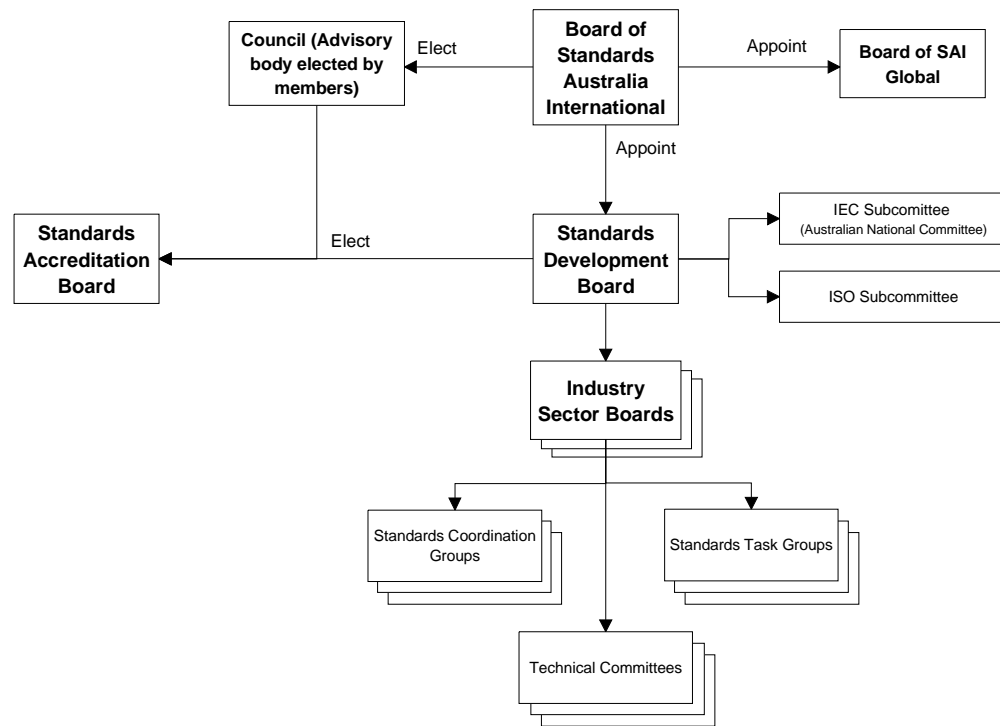 Council (Advisory
body elected by
members)
Elect
Board of
Standards
Australia
International
Appoint
Board of SAI
Global
Appoint
Standards
Accreditation
Board
Elect
Standards
Development
Board
IEC Subcomittee
(Australian National Committee)
ISO Subcommittee
Industry
Sector Boards
Standards Coordination
Groups
Standards Task Groups
Technical Committees